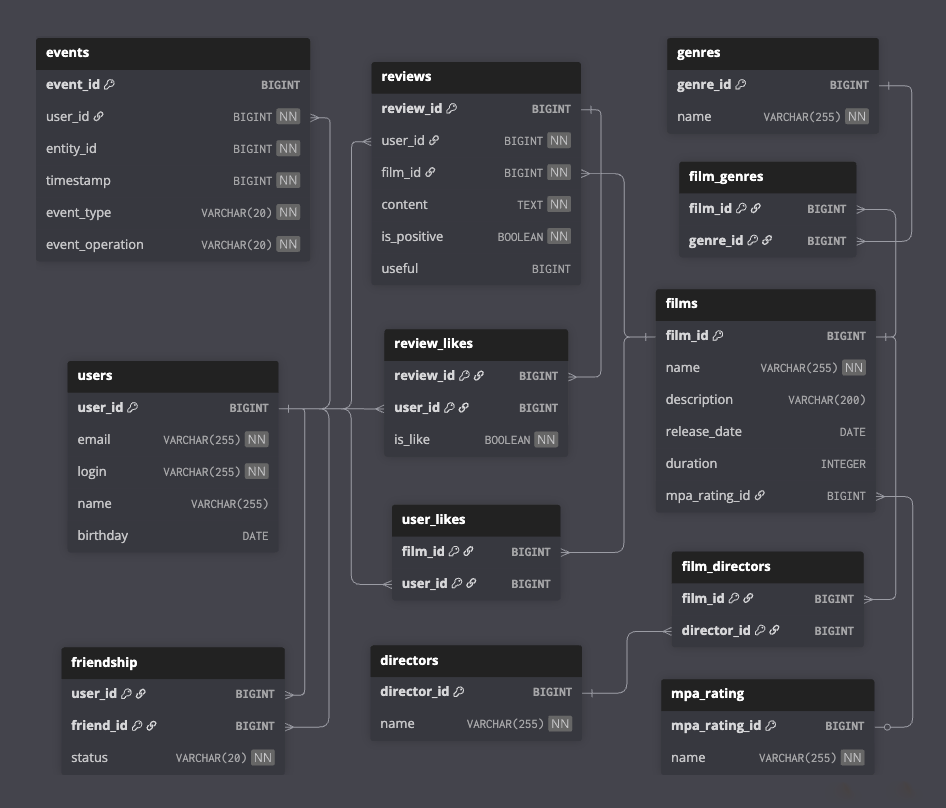 events
event_id BIGINT
user_id BIGINT NN
entity_id BIGINT NN
timestamp BIGINT NN
event_type VARCHAR(20) NN
event_operation VARCHAR(20) NN
reviews
review_id BIGINT
user_id BIGINT NN
film_id BIGINT NN
content TEXT NN
is_positive BOOLEAN NN
useful BIGINT
genres
genre_id BIGINT
name VARCHAR(255) NN
film_genres
film_id BIGINT
genre_id BIGINT
films
film_id BIGINT
name VARCHAR(255) NN
description VARCHAR(200)
release_date DATE
duration INTEGER
mpa_rating_id BIGINT
review_likes
review_id BIGINT
user_id BIGINT
is_like BOOLEAN NN
users
user_id BIGINT
email VARCHAR(255) NN
login VARCHAR(255) NN
name VARCHAR(255)
birthday DATE
user_likes
film_id BIGINT
user_id BIGINT
film_directors
film_id BIGINT
director_id BIGINT
friendship
user_id BIGINT
friend_id BIGINT
status VARCHAR(20) NN
directors
director_id BIGINT
name VARCHAR(255) NN
mpa_rating
mpa_rating_id BIGINT
name VARCHAR(255) NN